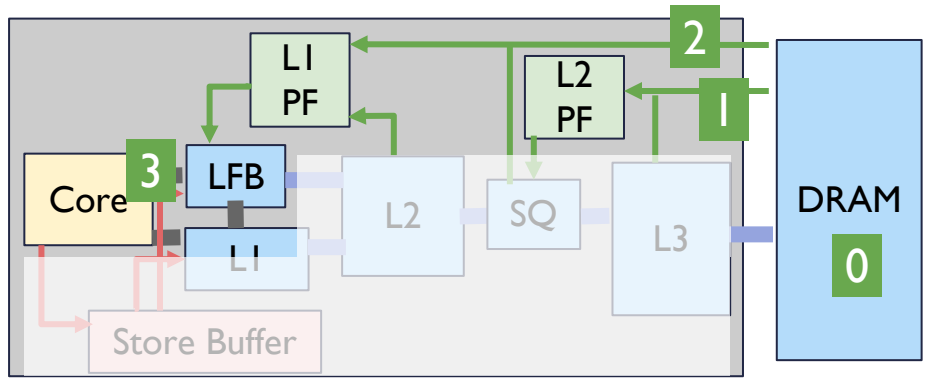 2
L1
PF
L2
PF
1
3
LFB
Core
L2
SQ
L3
DRAM
L1
0
Store Buffer